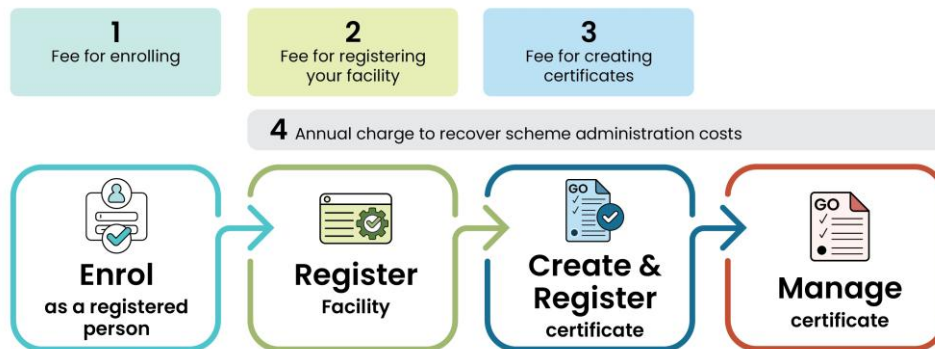 1
Fee for enrolling
2
Fee for registering
your facility
3
Fee for creating
certificates
4 Annual charge to recover scheme administration costs
Enrol
as a registered
person
Register
Facility
GO
Create &
Register
certificate
GO
Manage
certificate